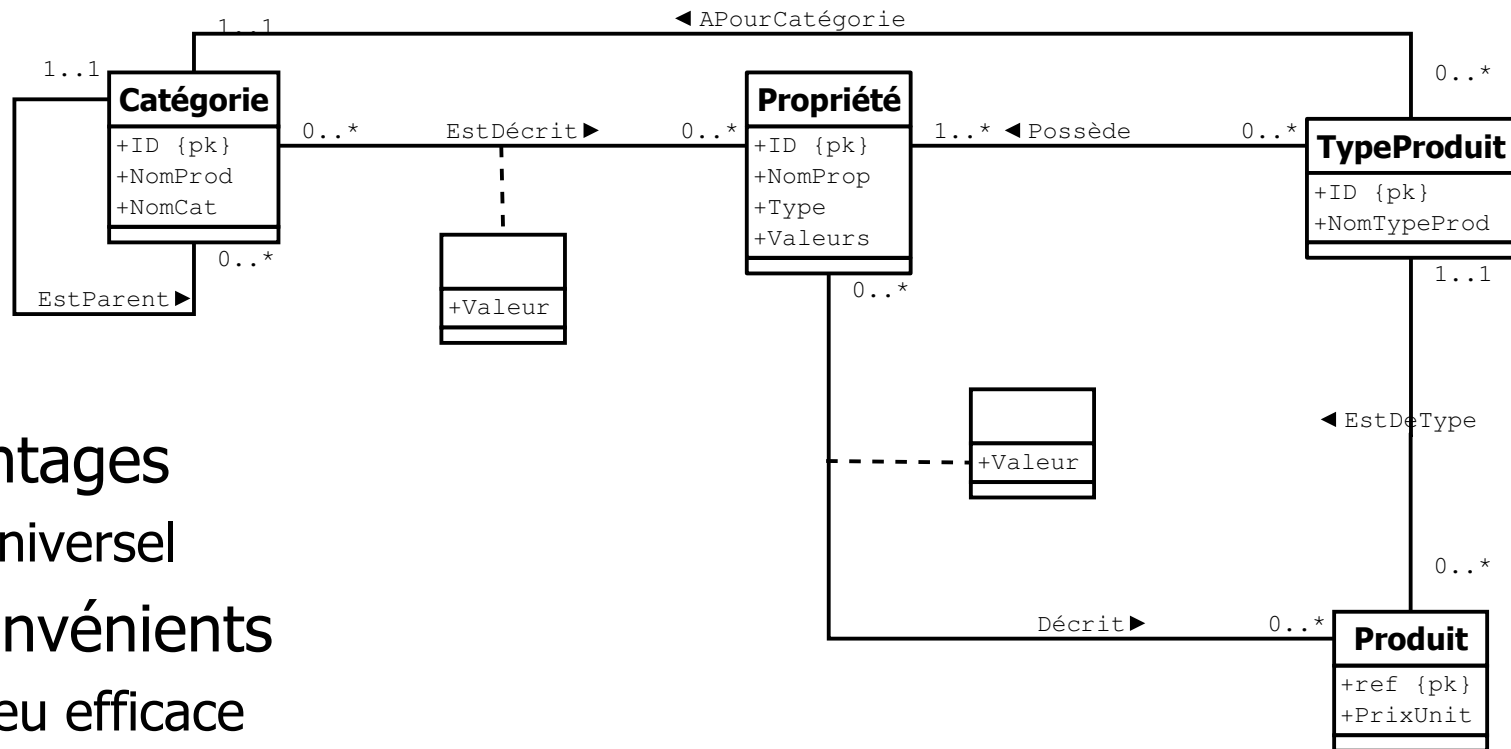 ◄ APourCatégorie
1..1
1..1
0..*
Catégorie
+ID {pk}
+NomProd
+NomCat
0..*
EstDécrit►
0..*
Propriété
+ID {pk}
+NomProp
+Type
+Valeurs
1..*
◄Possède
0..*
TypeProduit
+ID {pk}
+NomTypeProd
0..*
EstParent►
+Valeur
0..*
1..1
◄ EstDeType
+Valeur
0..*
Décrit►
0..*
Produit
+ref {pk}
+PrixUnit
ntages
niversel
nvénients
eu efficace